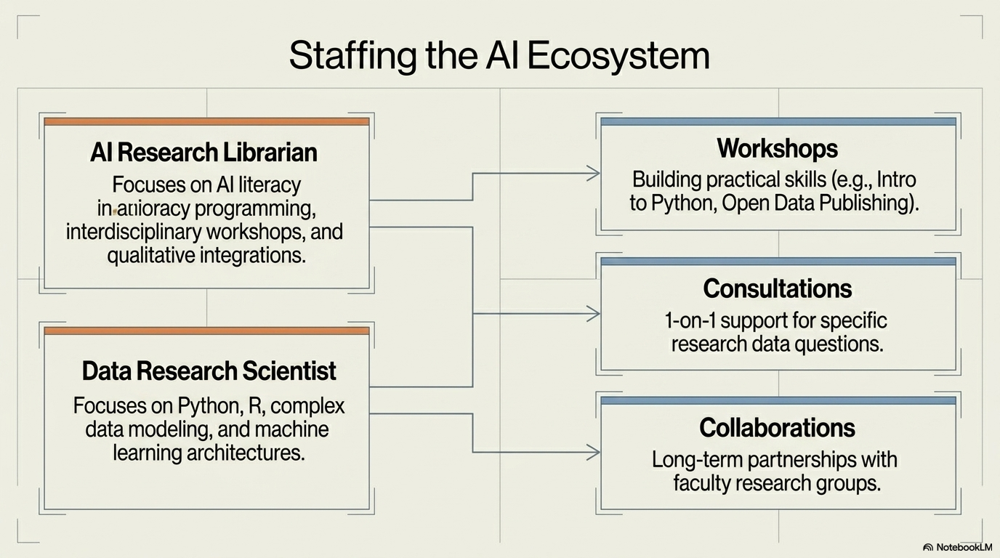 Staffing the AI Ecosystem
AI Research Librarian
Focuses on AI literacy
programming,
interdisciplinary workshops, and
qualitative integrations.
Data Research Scientist
Focuses on Python, R, complex
data modeling, and machine
learning architectures.
Workshops
Building practical skills (e.g., Intro
to Python, Open Data Publishing).
Consultations
1-on-1 support for specific
research data questions.
Collaborations
Long-term partnerships with
faculty research groups.
NotebookLM